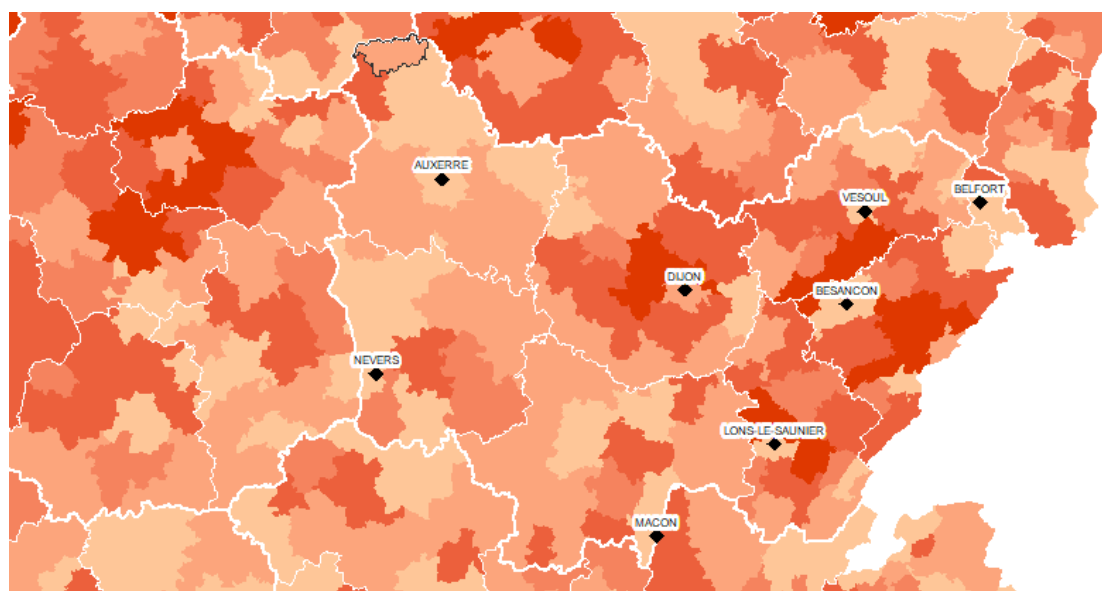 AUXERRE
BELFORT
VESOUL
DIJON
BESANCON
NEVERS
LONS-LE-SAUNIER
MACON